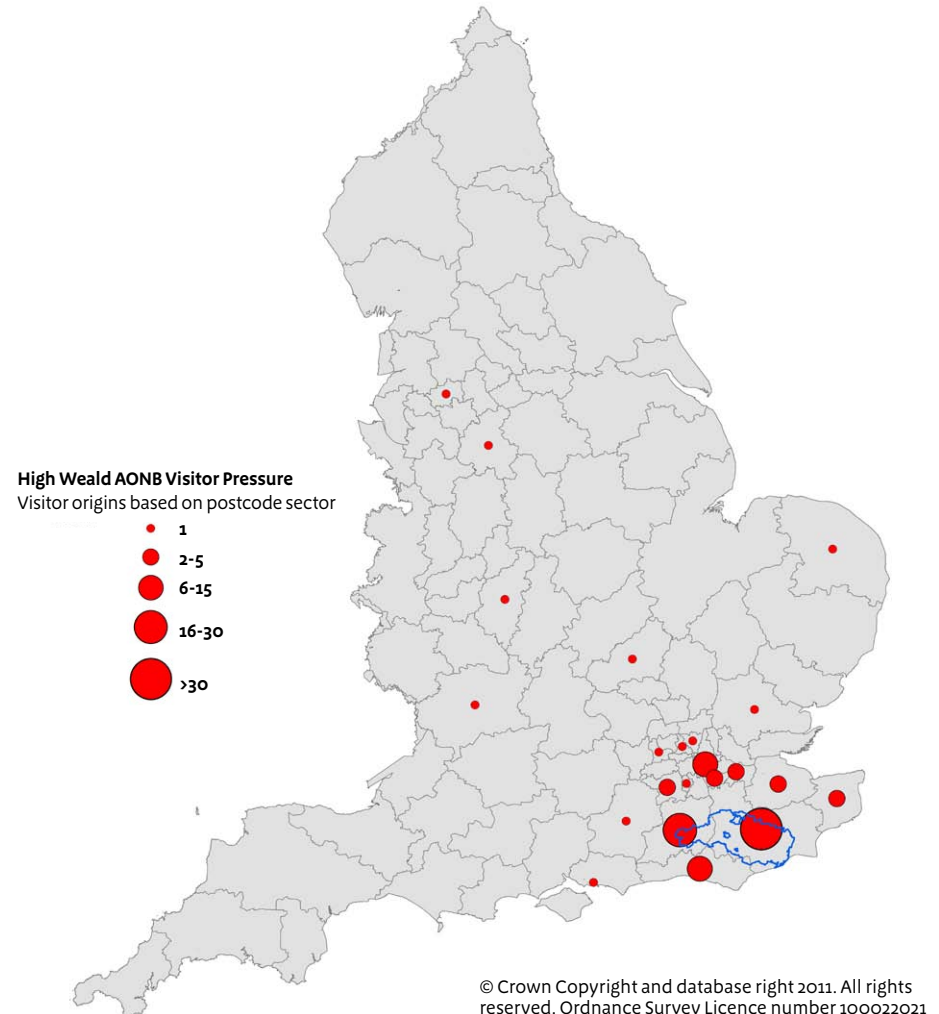 High Weald AONB Visitor Pressure
Visitor origins based on postcode sector
1
2-5
6-15
16-30
>30
© Crown Copyright and database right 2011. All rights
reserved. Ordnance Survey Licence number 100022021